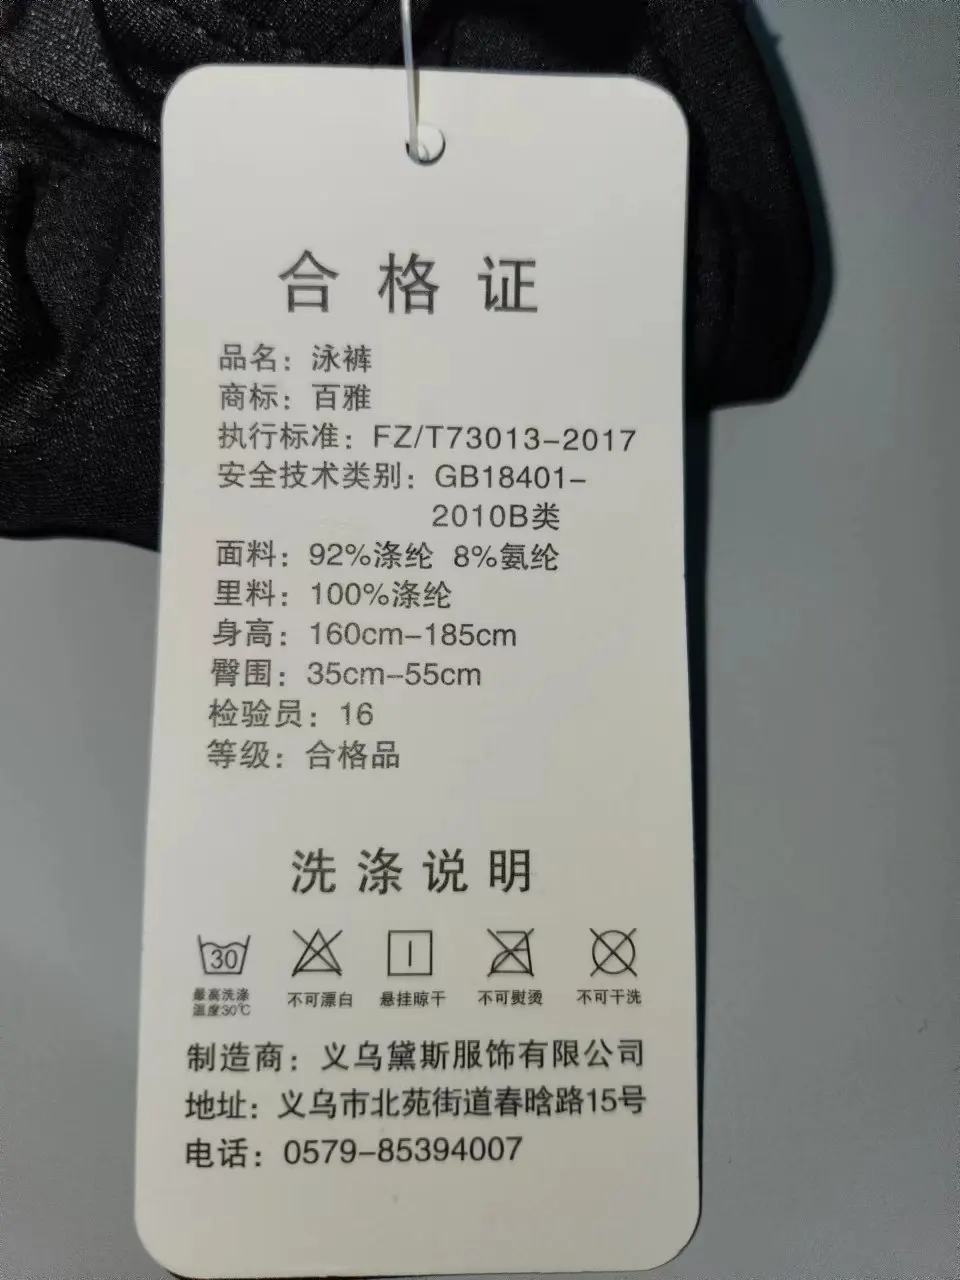 合格证
品名：泳裤
商标：百雅
执行标准：FZ/T73013-2017
安全技术类别：GB18401-
2010B类
面料：92%涤纶 8%氨纶
里料：100%涤纶
身高：160cm-185cm
臀围：35cm-55cm
检验员：16
等级：合格品
洗涤说明
30
最高洗涤
温度30℃
不可漂白
悬挂晾干
不可熨烫
不可干洗
制造商：义乌黛斯服饰有限公司
地址：义乌市北苑街道春晗路15号
电话：0579-85394007